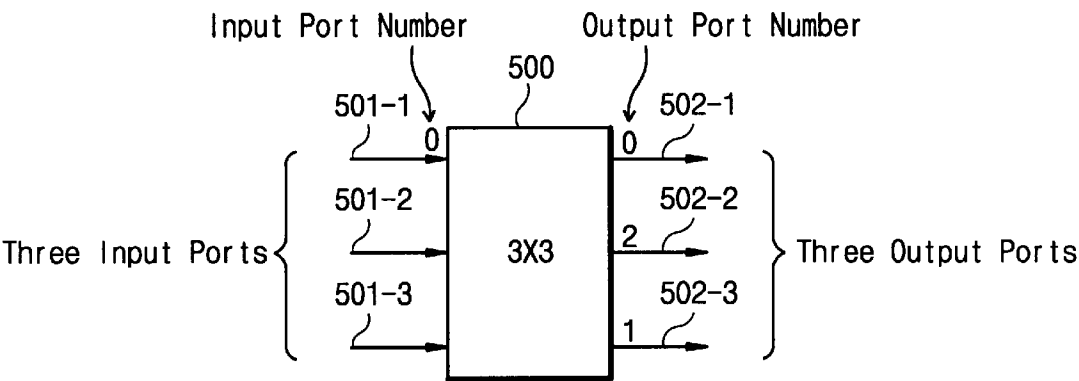 Input Port Number
Output Port Number
500
501-1
502-1
0
0
501-2
502-2
Three Input Ports
3X3
2
Three Output Ports
501-3
502-3
1